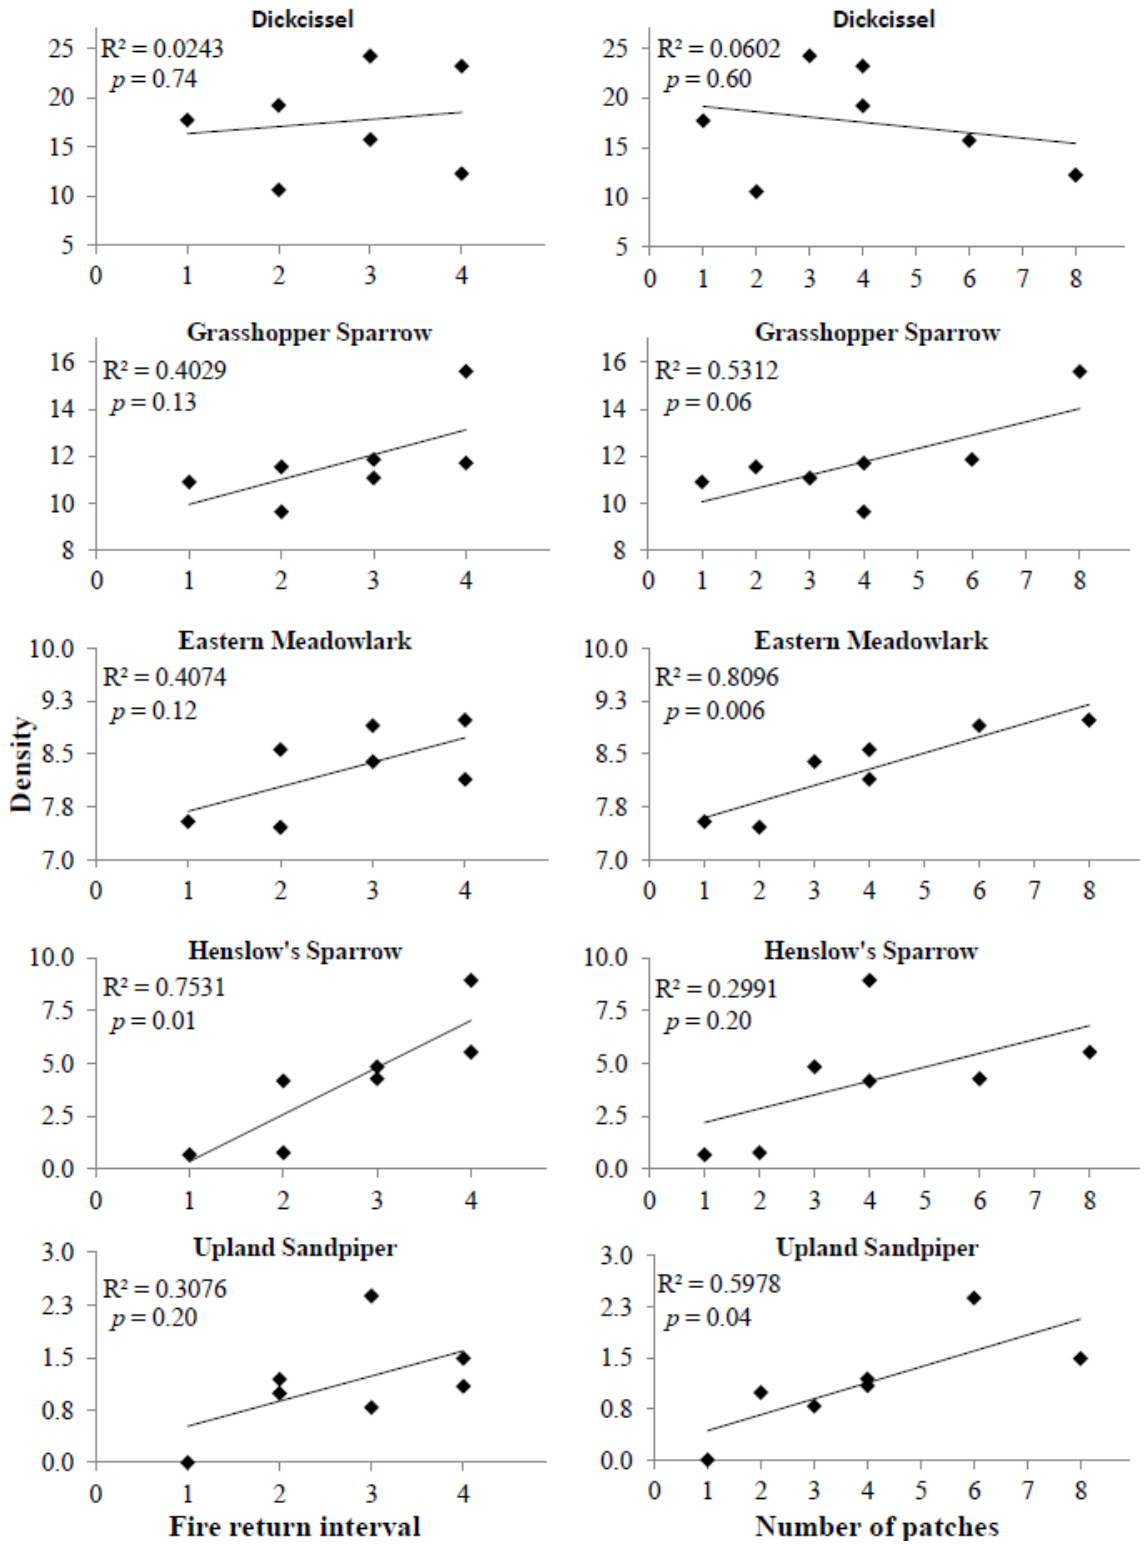 Dickcissel
R² = 0.0243
p = 0.74
25
20
15
10
5
0 1 2 3 4
Dickcissel
R² = 0.0602
p = 0.60
25
20
15
10
5
0 1 2 3 4 5 6 7 8
Grasshopper Sparrow
R² = 0.4029
p = 0.13
16
14
12
10
8
0 1 2 3 4
Grasshopper Sparrow
R² = 0.5312
p = 0.06
16
14
12
10
8
0 1 2 3 4 5 6 7 8
Density
Eastern Meadowlark
R² = 0.4074
p = 0.12
10.0
9.3
8.5
7.8
7.0
0 1 2 3 4
Eastern Meadowlark
R² = 0.8096
p = 0.006
10.0
9.3
8.5
7.8
7.0
0 1 2 3 4 5 6 7 8
Henslow's Sparrow
R² = 0.7531
p = 0.01
10.0
7.5
5.0
2.5
0.0
0 1 2 3 4
Henslow's Sparrow
R² = 0.2991
p = 0.20
10.0
7.5
5.0
2.5
0.0
0 1 2 3 4 5 6 7 8
Upland Sandpiper
R² = 0.3076
p = 0.20
3.0
2.3
1.5
0.8
0.0
0 1 2 3 4
Fire return interval
Upland Sandpiper
R² = 0.5978
p = 0.04
3.0
2.3
1.5
0.8
0.0
0 1 2 3 4 5 6 7 8
Number of patches